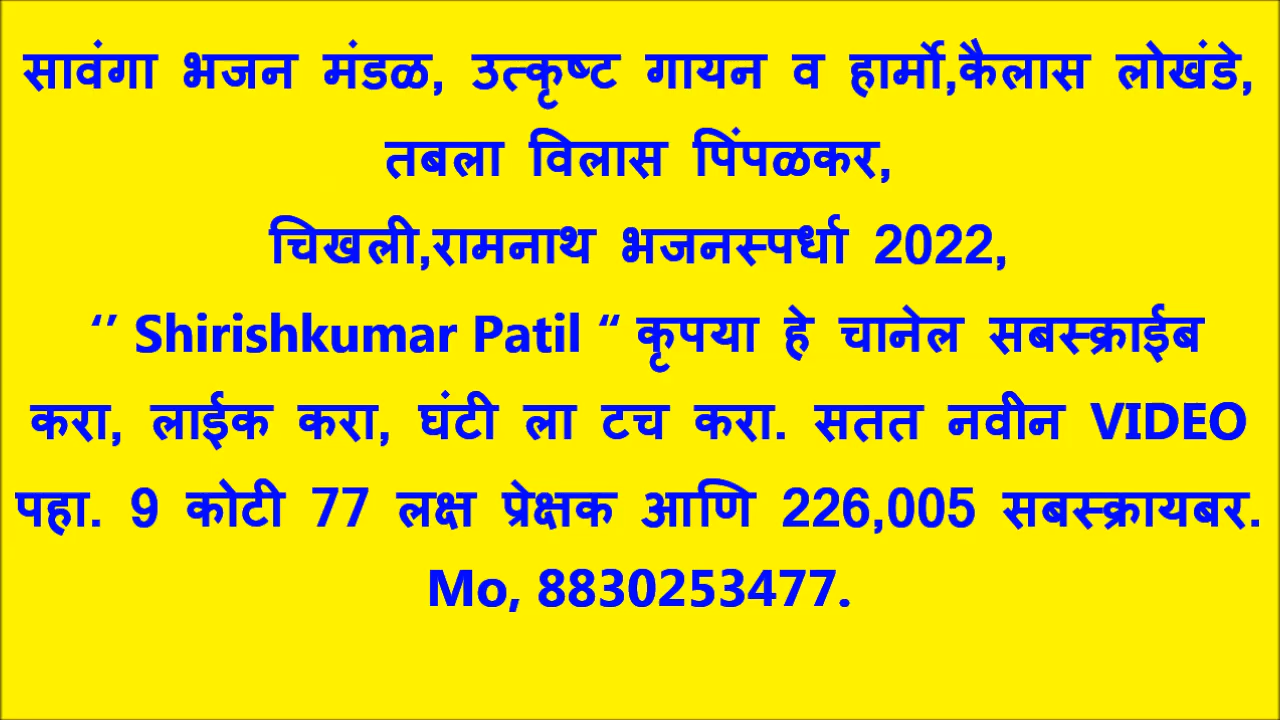 सावंगा भजन मंडळ, उत्कृष्ट गायन व हार्मो,कैलास लोखंडे,
तबला विलास पिंपळकर,
चिखली,रामनाथ भजनस्पर्धा 2022,
‘’ Shirishkumar Patil “ कृपया हे चानेल सबस्क्राईब
करा, लाईक करा, घंटी ला टच करा. सतत नवीन VIDEO
पहा. 9 कोटी 77 लक्ष प्रेक्षक आणि 226,005 सबस्क्रायबर.
Mo, 8830253477.